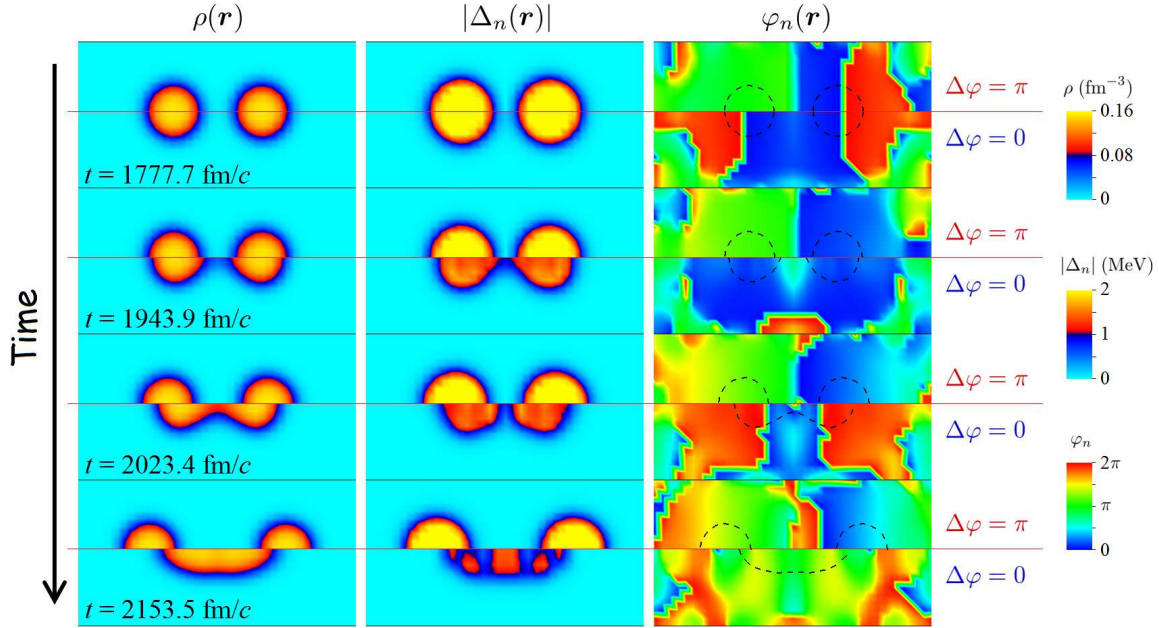 ρ(r) |Δₙ(r)| φₙ(r)
Time
Δφ = π
Δφ = 0
t = 1777.7 fm/c
Δφ = π
Δφ = 0
t = 1943.9 fm/c
Δφ = π
Δφ = 0
t = 2023.4 fm/c
Δφ = π
Δφ = 0
t = 2153.5 fm/c
ρ (fm⁻³)
0.16
0.08
0
|Δₙ| (MeV)
2
1
0
φₙ
2π
π
0